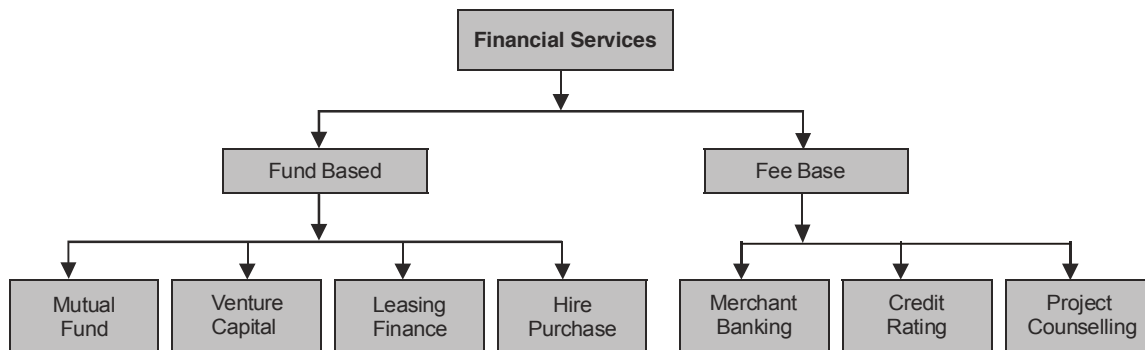 Financial Services
Fund Based
Fee Base
Mutual
Fund
Venture
Capital
Leasing
Finance
Hire
Purchase
Merchant
Banking
Credit
Rating
Project
Counselling